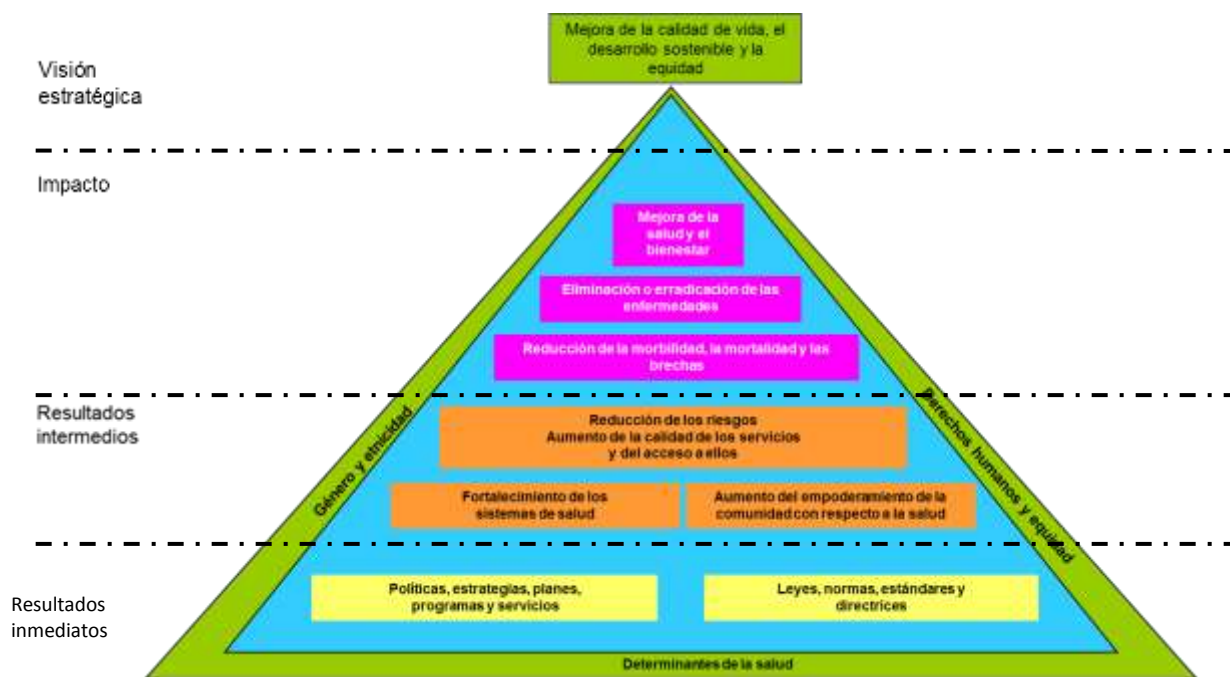 Mejora de la calidad de vida, el
desarrollo sostenible y la
equidad
Visión
estratégica
Impacto
Mejora de la
salud y el
bienestar
Eliminación o erradicación de las
enfermedades
Reducción de la morbilidad, la mortalidad y las
brechas
Resultados
intermedios
Reducción de los riesgos
Aumento de la calidad de los servicios
y del acceso a ellos
Fortalecimiento de los
sistemas de salud
Aumento del empoderamiento de la
comunidad con respecto a la salud
Género y etnicidad
Derechos humanos y equidad
Resultados
inmediatos
Políticas, estrategias, planes,
programas y servicios
Leyes, normas, estándares y
directrices
Determinantes de la salud